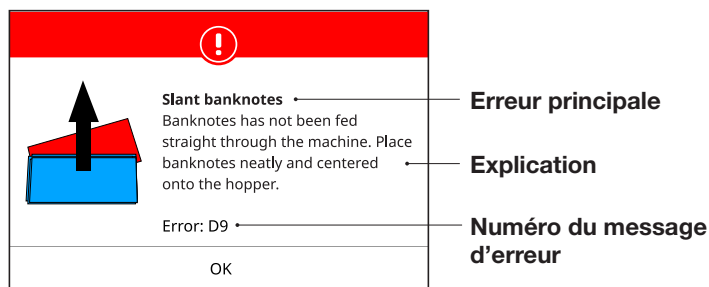 Slant banknotes
Banknotes has not been fed
straight through the machine. Place
banknotes neatly and centered
onto the hopper.
Error: D9
OK
Erreur principale
Explication
Numéro du message
d'erreur